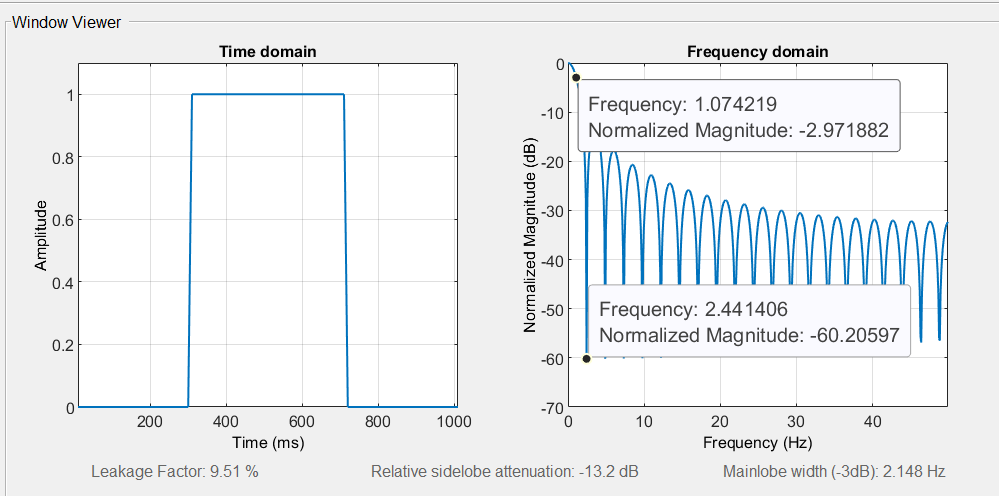 Window Viewer
Time domain
1
0.8
0.6
0.4
0.2
0
Amplitude
200
400
600
800
1000
Time (ms)
Frequency domain
0
-10
-20
-30
-40
-50
-60
-70
Normalized Magnitude (dB)
Frequency: 1.074219
Normalized Magnitude: -2.971882
Frequency: 2.441406
Normalized Magnitude: -60.20597
0
10
20
30
40
Frequency (Hz)
Leakage Factor: 9.51 %
Relative sidelobe attenuation: -13.2 dB
Mainlobe width (-3dB): 2.148 Hz